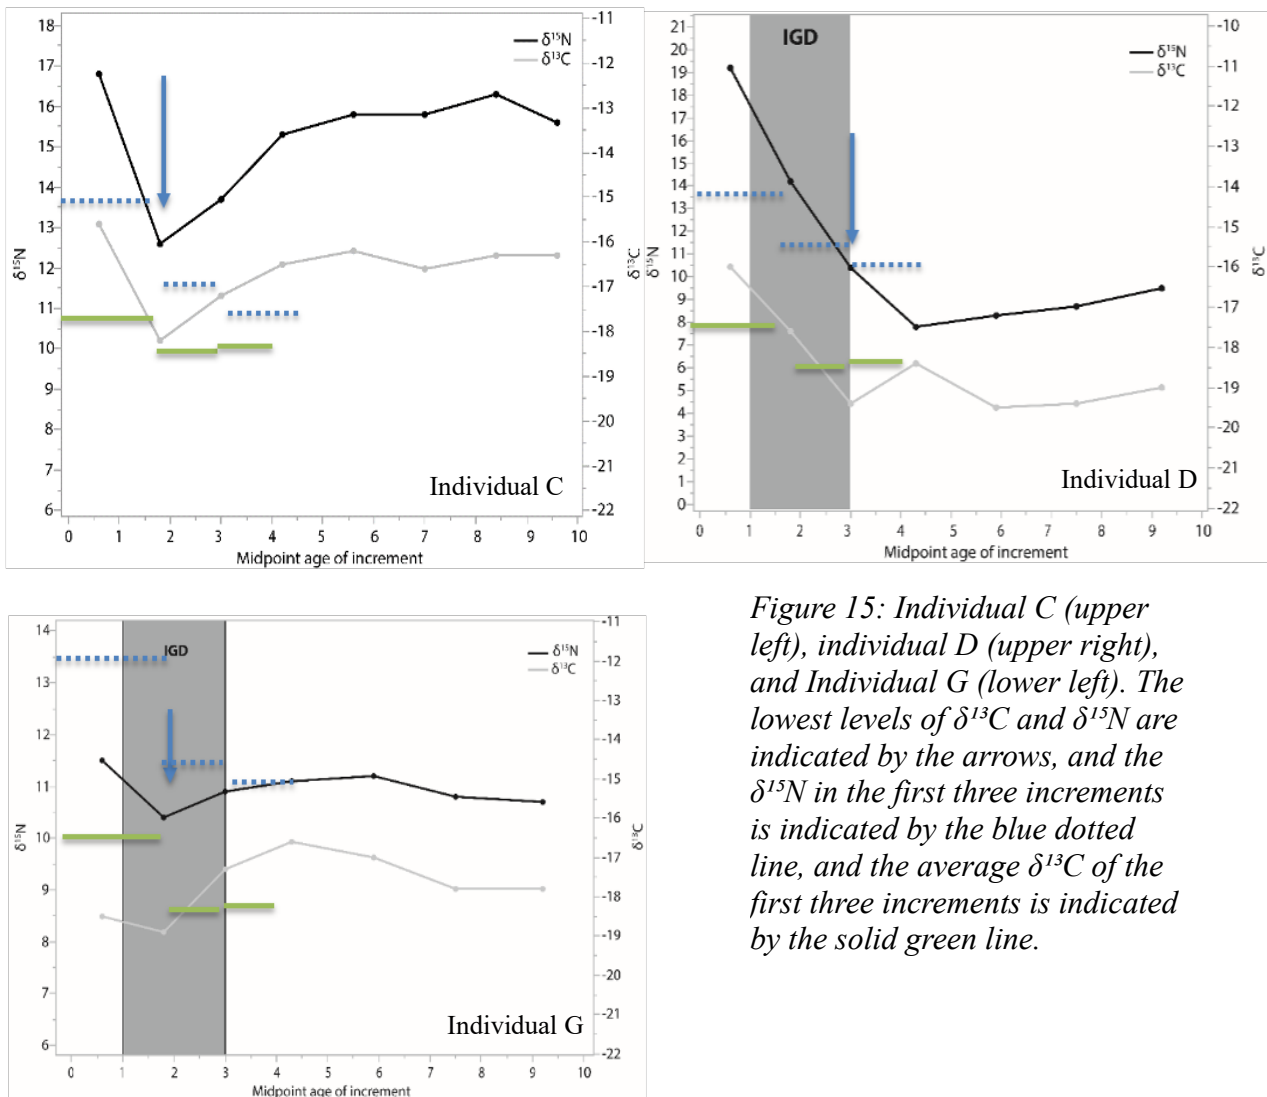 18
17
16
15
14
13
12
11
10
9
8
7
6
δ¹⁵N
-11
-12
-13
-14
-15
-16
-17
-18
-19
-20
-21
-22
δ¹³C
δ¹⁵N
δ¹³C
Individual C
0 1 2 3 4 5 6 7 8 9 10
Midpoint age of increment
21
20
19
18
17
16
15
14
13
12
11
10
9
8
7
6
5
4
3
2
1
0
δ¹⁵N
IGD
-10
-11
-12
-13
-14
-15
-16
-17
-18
-19
-20
-21
-22
δ¹³C
δ¹⁵N
δ¹³C
Individual D
0 1 2 3 4 5 6 7 8 9 10
Midpoint age of increment
14
13
12
11
10
9
8
7
6
δ¹⁵N
IGD
-11
-12
-13
-14
-15
-16
-17
-18
-19
-20
-21
-22
δ¹³C
δ¹⁵N
δ¹³C
Individual G
0 1 2 3 4 5 6 7 8 9 10
Midpoint age of increment
Figure 15: Individual C (upper
left), individual D (upper right),
and Individual G (lower left). The
lowest levels of δ¹³C and δ¹⁵N are
indicated by the arrows, and the
δ¹⁵N in the first three increments
is indicated by the blue dotted
line, and the average δ¹³C of the
first three increments is indicated
by the solid green line.